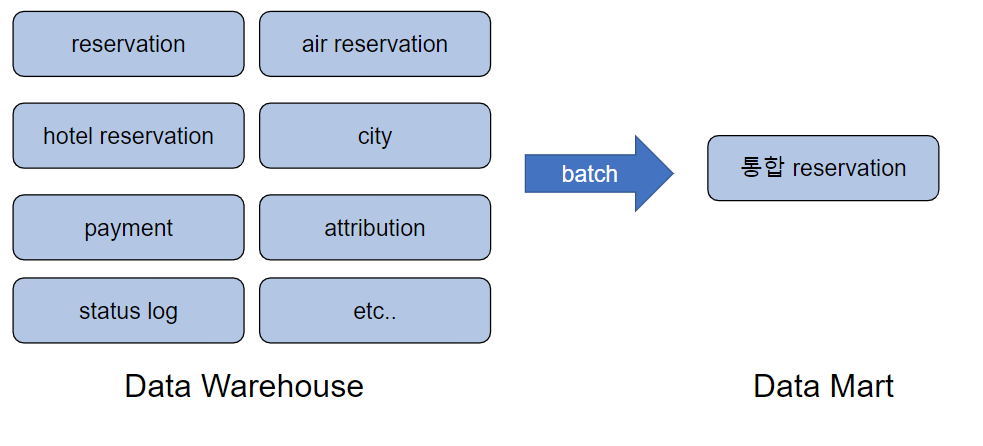 reservation
air reservation
hotel reservation
city
payment
attribution
status log
etc..
batch
통합 reservation
Data Warehouse
Data Mart